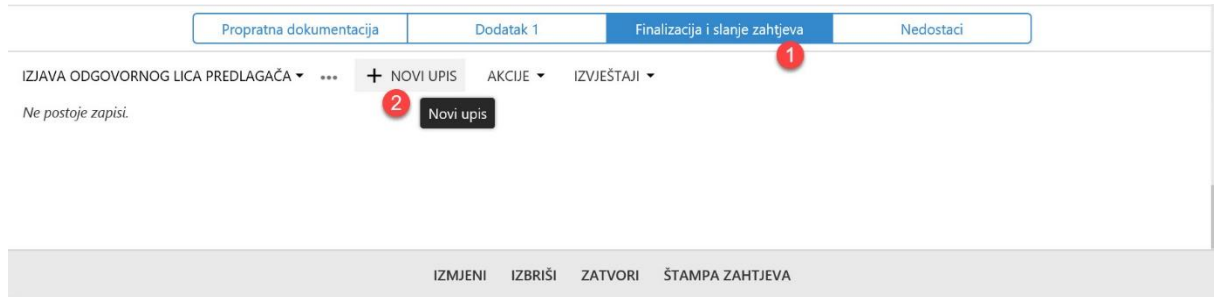 Propratna dokumentacija Dodatak 1 Finalizacija i slanje zahtjeva Nedostaci
1
IZJAVA ODGOVORNOG LICA PREDLAGAČA ••• + NOVI UPIS AKCIJE IZVJEŠTAJI
2
Ne postoje zapisi. Novi upis
IZMJENI IZBRIŠI ZATVORI ŠTAMPA ZAHTJEVA